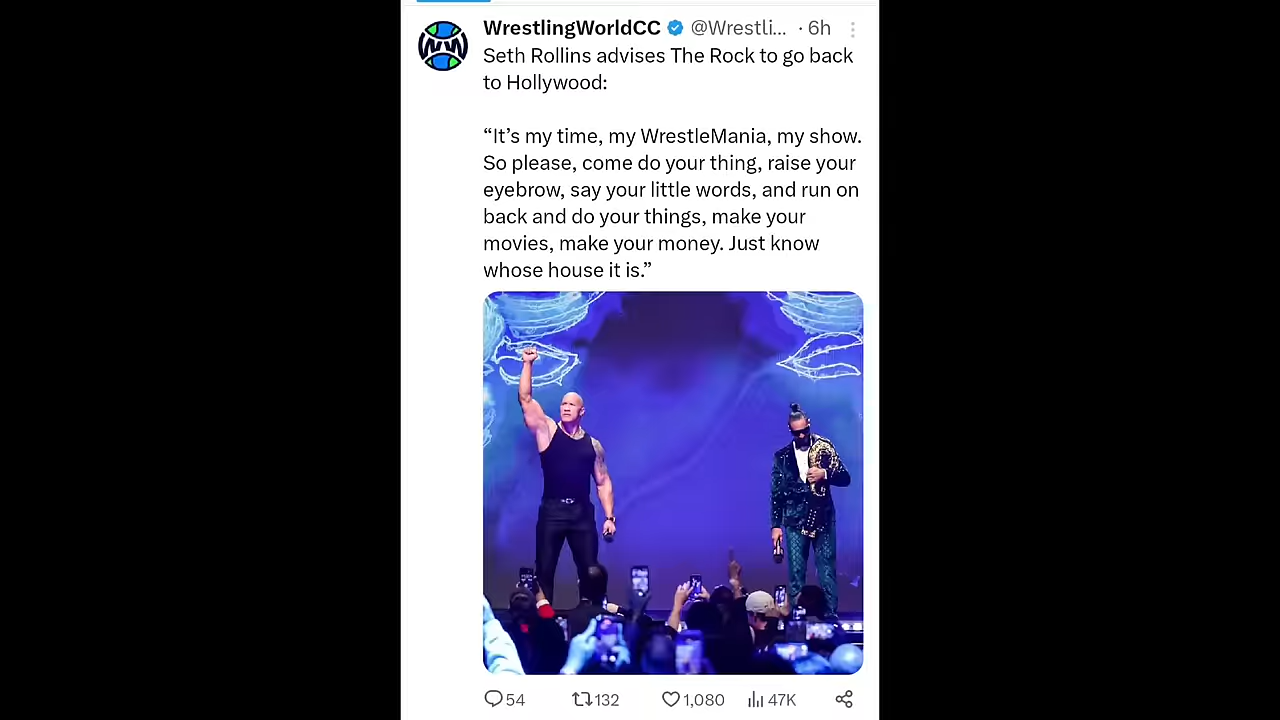 WrestlingWorldCC @Wrestli... · 6h
Seth Rollins advises The Rock to go back
to Hollywood:
“It’s my time, my WrestleMania, my show.
So please, come do your thing, raise your
eyebrow, say your little words, and run on
back and do your things, make your
movies, make your money. Just know
whose house it is.”
54 132 1,080 47K